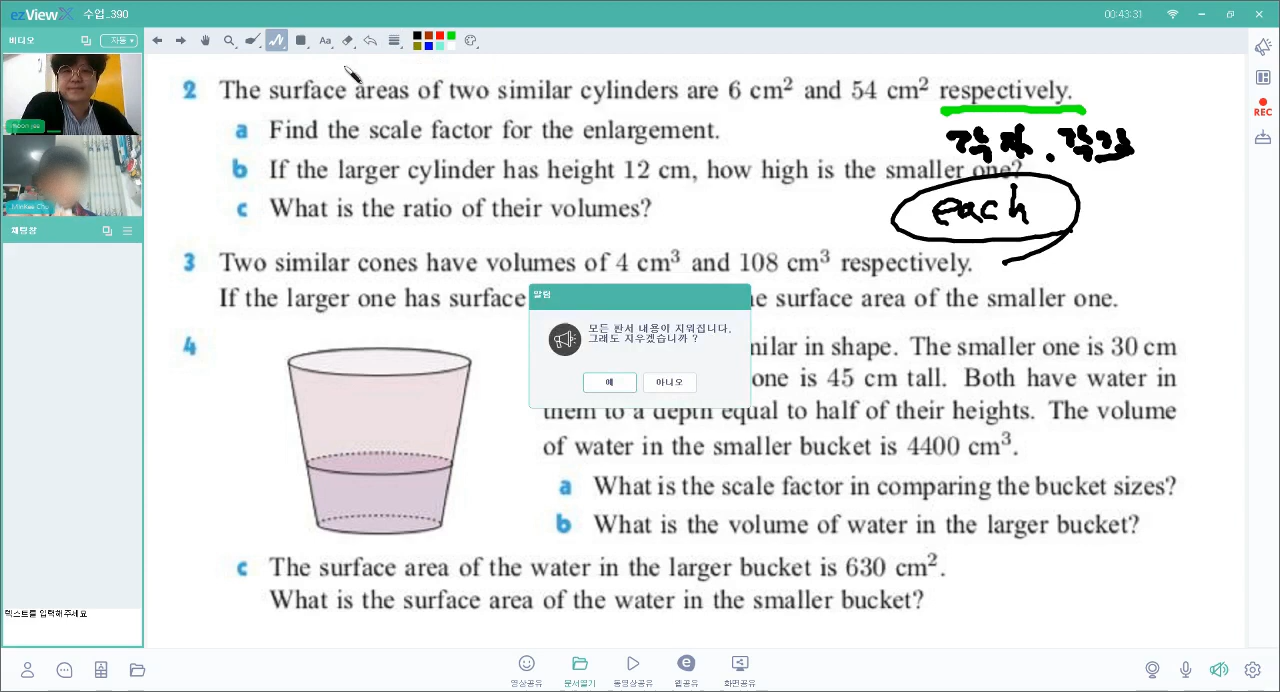 ezViewX 수업_390
00:43:31
비디오
자동
Aa
REC
moon jae
MinKee Cho
채팅창
텍스트를 입력해주세요
2 The surface areas of two similar cylinders are 6 cm² and 54 cm² respectively.
a Find the scale factor for the enlargement.
각자, 각각
b If the larger cylinder has height 12 cm, how high is the smaller one?
c What is the ratio of their volumes?
each
3 Two similar cones have volumes of 4 cm³ and 108 cm³ respectively.
If the larger one has surface
e surface area of the smaller one.
알림
모든 판서 내용이 지워집니다.
그래도 지우겠습니까 ?
예 아니오
4
milar in shape. The smaller one is 30 cm
one is 45 cm tall. Both have water in
them to a depth equal to half of their heights. The volume
of water in the smaller bucket is 4400 cm³.
a What is the scale factor in comparing the bucket sizes?
b What is the volume of water in the larger bucket?
c The surface area of the water in the larger bucket is 630 cm².
What is the surface area of the water in the smaller bucket?
영상공유 문서열기 동영상공유 웹공유 화면공유